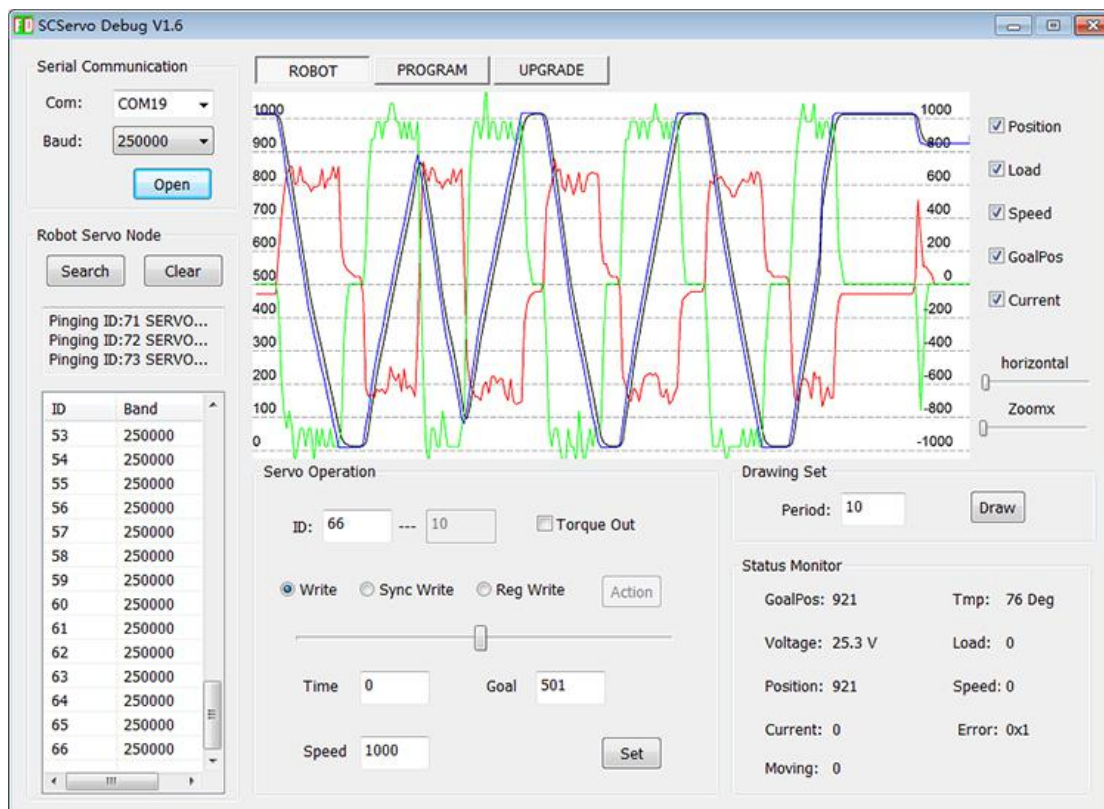 SCServo Debug V1.6
Serial Communication
Com: COM19
Baud: 250000
Open
Robot Servo Node
Search Clear
Pinging ID:71 SERVO...
Pinging ID:72 SERVO...
Pinging ID:73 SERVO...
ID Band
53 250000
54 250000
55 250000
56 250000
57 250000
58 250000
59 250000
60 250000
61 250000
62 250000
63 250000
64 250000
65 250000
66 250000
ROBOT PROGRAM UPGRADE
1000 1000
900 800
800 600
700 400
600 200
500 0
400 -200
300 -400
200 -600
100 -800
0 -1000
Position
Load
Speed
GoalPos
Current
horizontal
Zoomx
Servo Operation
ID: 66 --- 10 Torque Out
Write Sync Write Reg Write Action
Time 0 Goal 501
Speed 1000 Set
Drawing Set
Period: 10 Draw
Status Monitor
GoalPos: 921 Tmp: 76 Deg
Voltage: 25.3 V Load: 0
Position: 921 Speed: 0
Current: 0 Error: 0x1
Moving: 0